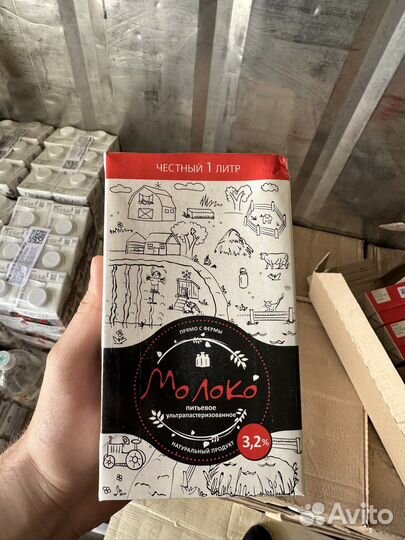 ЧЕСТНЫЙ 1 ЛИТР
ПРЯМО С ФЕРМЫ
Молоко
питьевое
ультрапастеризованное
НАТУРАЛЬНЫЙ ПРОДУКТ
3,2%
Avito